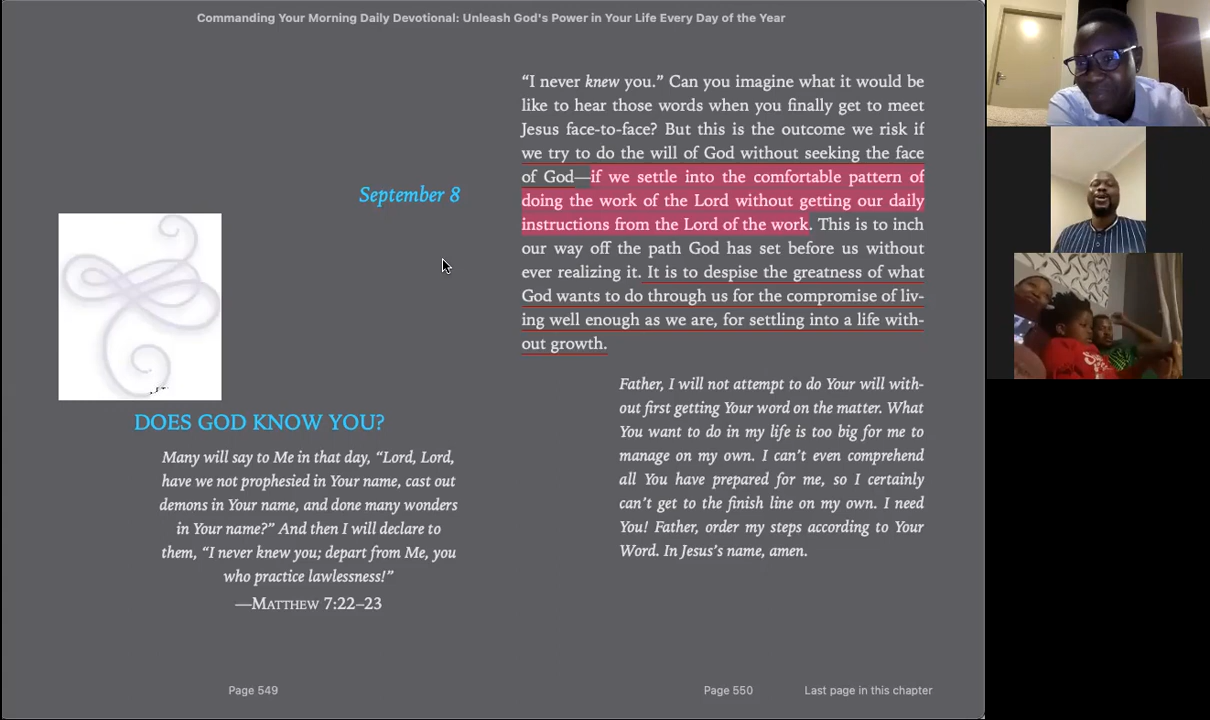 Commanding Your Morning Daily Devotional: Unleash God's Power in Your Life Every Day of the Year
September 8
DOES GOD KNOW YOU?
Many will say to Me in that day, “Lord, Lord,
have we not prophesied in Your name, cast out
demons in Your name, and done many wonders
in Your name?” And then I will declare to
them, “I never knew you; depart from Me, you
who practice lawlessness!”
—MATTHEW 7:22–23
“I never knew you.” Can you imagine what it would be
like to hear those words when you finally get to meet
Jesus face-to-face? But this is the outcome we risk if
we try to do the will of God without seeking the face
of God—if we settle into the comfortable pattern of
doing the work of the Lord without getting our daily
instructions from the Lord of the work. This is to inch
our way off the path God has set before us without
ever realizing it. It is to despise the greatness of what
God wants to do through us for the compromise of liv-
ing well enough as we are, for settling into a life with-
out growth.
Father, I will not attempt to do Your will with-
out first getting Your word on the matter. What
You want to do in my life is too big for me to
manage on my own. I can’t even comprehend
all You have prepared for me, so I certainly
can’t get to the finish line on my own. I need
You! Father, order my steps according to Your
Word. In Jesus’s name, amen.
Page 549
Page 550
Last page in this chapter